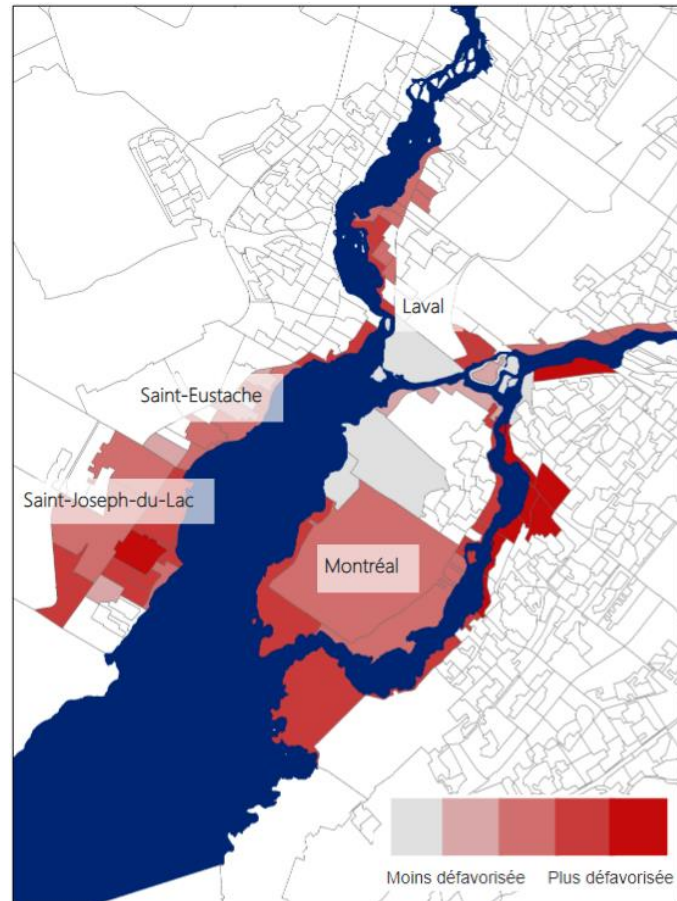 Laval
Saint-Eustache
Saint-Joseph-du-Lac
Montréal
Moins défavorisée Plus défavorisée